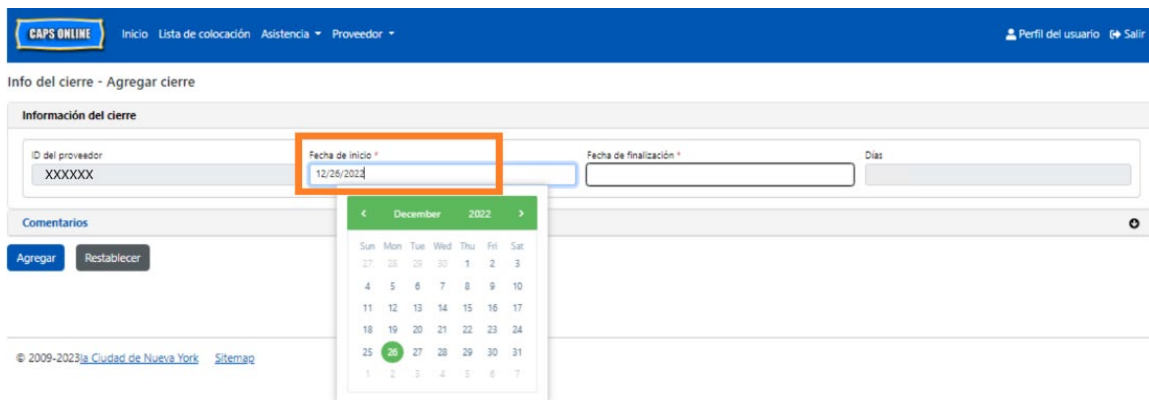 CAPS ONLINE Inicio Lista de colocación Asistencia Proveedor Perfil del usuario Salir
Info del cierre - Agregar cierre
Información del cierre
ID del proveedor Fecha de inicio * Fecha de finalización * Días
XXXXXX 12/26/2022
December 2022
Comentarios
Sun Mon Tue Wed Thu Fri Sat
Agregar Restablecer
27 28 29 30 1 2 3
4 5 6 7 8 9 10
11 12 13 14 15 16 17
18 19 20 21 22 23 24
25 26 27 28 29 30 31
© 2009-2023la Ciudad de Nueva York Sitemap
1 2 3 4 5 6 7